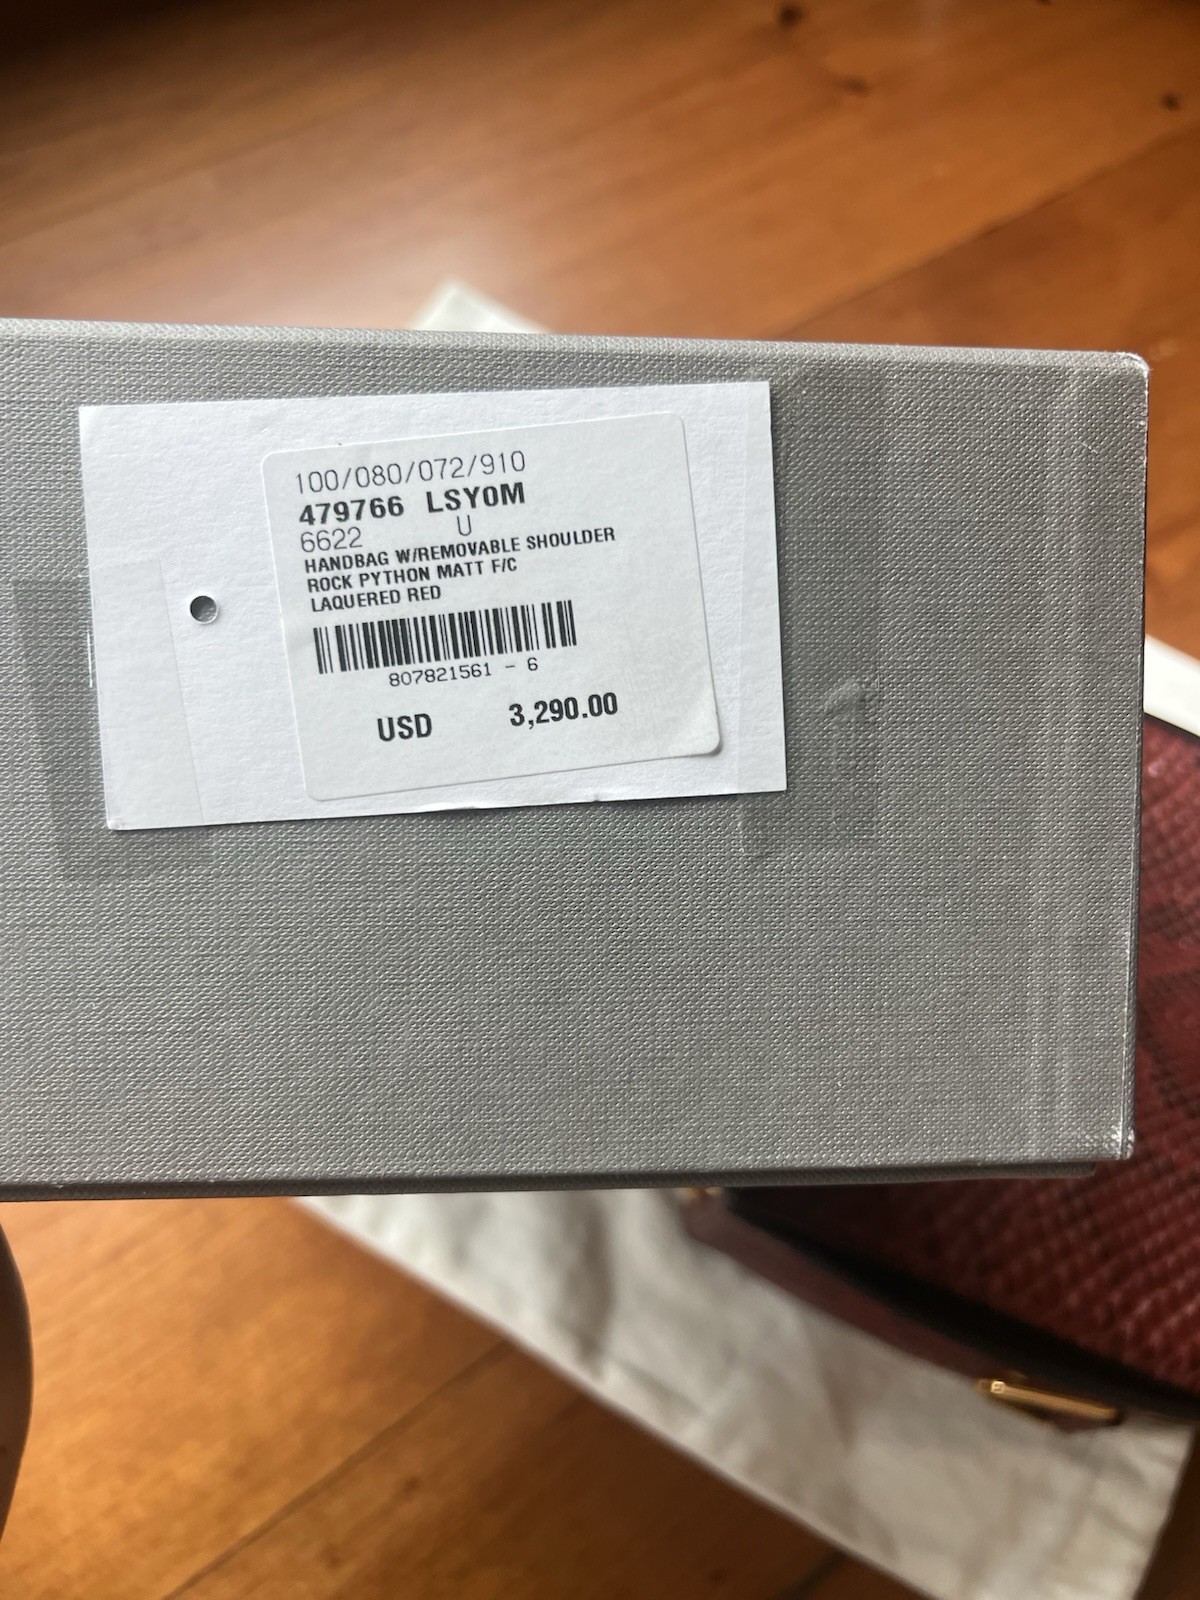 100/080/072/910
479766 LSY0M
6622 U
HANDBAG W/REMOVABLE SHOULDER
ROCK PYTHON MATT F/C
LAQUERED RED
807821561 - 6
USD 3,290.00